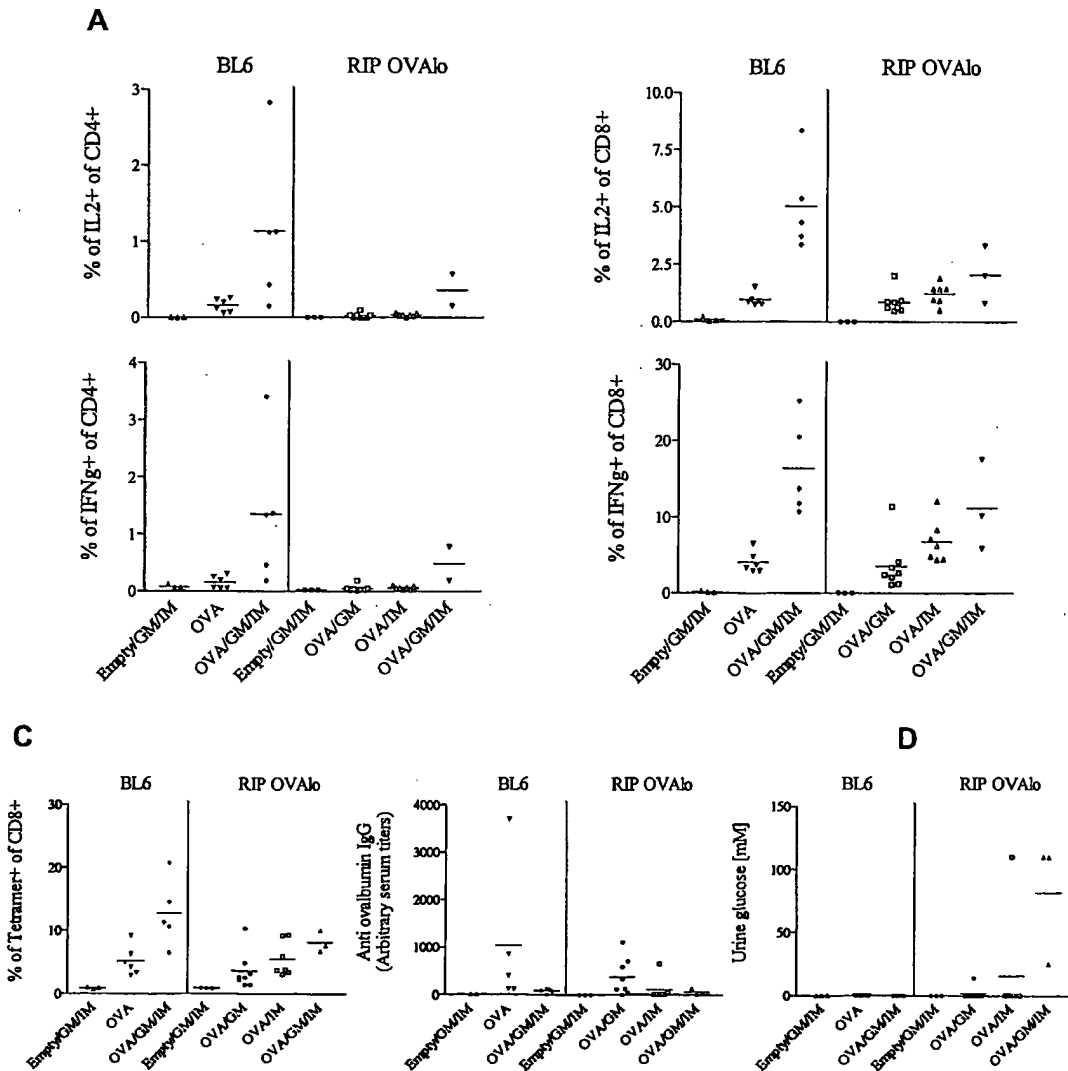 A
BL6 RIP OVAlo
% of IL2+ of CD4+
3
2
1
0
BL6 RIP OVAlo
% of IL2+ of CD8+
10.0
7.5
5.0
2.5
0.0
% of IFNg+ of CD4+
4
3
2
1
0
Empty/GM/IM
OVA
OVA/GM/IM
Empty/GM/IM
OVA/GM
OVA/IM
OVA/GM/IM
% of IFNg+ of CD8+
30
20
10
0
Empty/GM/IM
OVA
OVA/GM/IM
Empty/GM/IM
OVA/GM
OVA/IM
OVA/GM/IM
C
BL6 RIP OVAlo
% of Tetramer+ of CD8+
30
20
10
0
Empty/GM/IM
OVA
OVA/GM/IM
Empty/GM/IM
OVA/GM
OVA/IM
OVA/GM/IM
BL6 RIP OVAlo
Anti ovalbumin IgG
(Arbitrary serum titers)
4000
3000
2000
1000
0
Empty/GM/IM
OVA
OVA/GM/IM
Empty/GM/IM
OVA/GM
OVA/IM
OVA/GM/IM
D
BL6 RIP OVAlo
Urine glucose [mM]
150
100
50
0
Empty/GM/IM
OVA
OVA/GM/IM
Empty/GM/IM
OVA/GM
OVA/IM
OVA/GM/IM